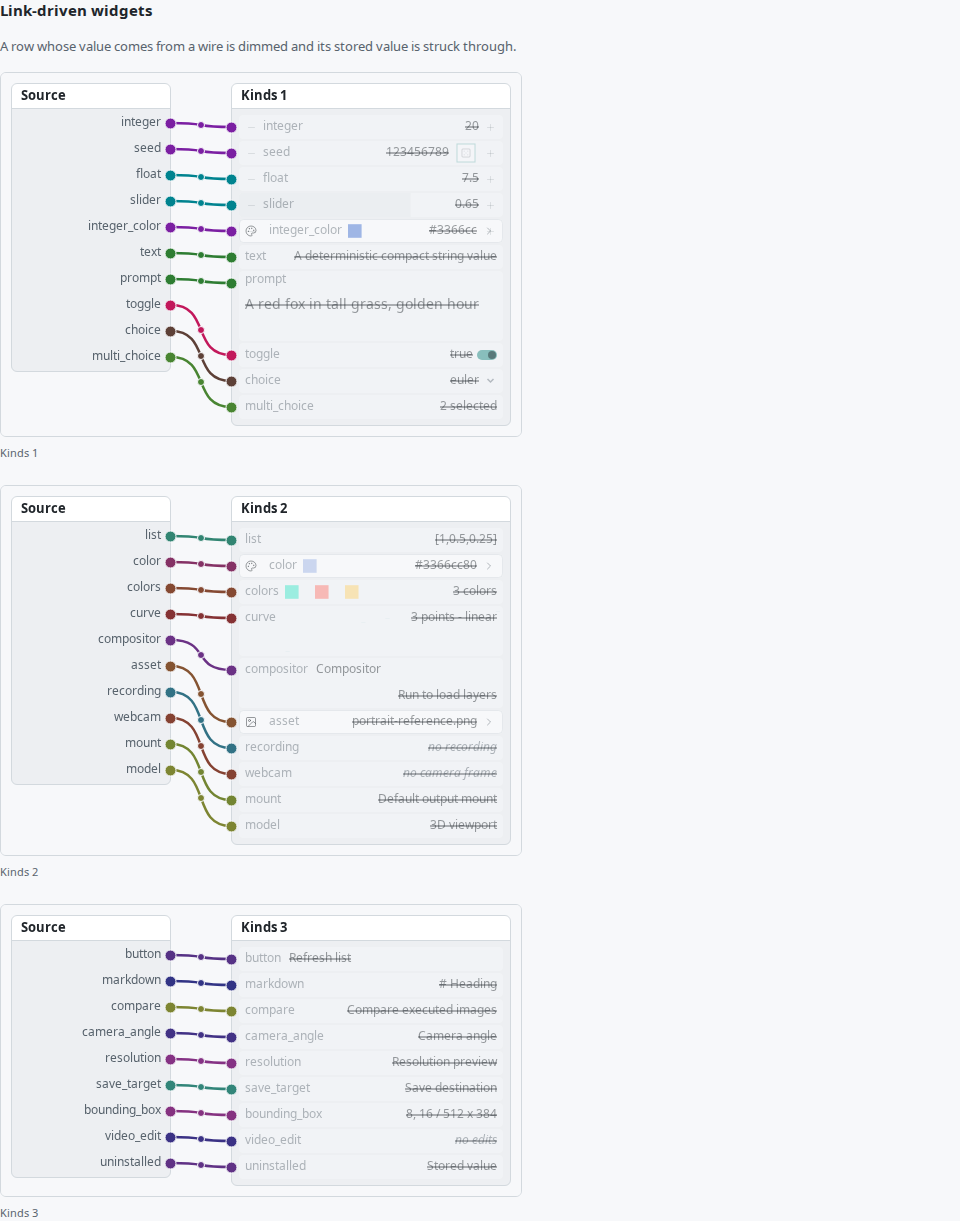 Link-driven widgets
A row whose value comes from a wire is dimmed and its stored value is struck through.
Source
Kinds 1
integer
integer 20
seed
seed 123456789
float
float 7.5
slider
slider 0.65
integer_color
integer_color #3366cc
text
text A deterministic compact string value
prompt
prompt
A red fox in tall grass, golden hour
toggle
choice
multi_choice
toggle true
choice euler
multi_choice 2 selected
Kinds 1
Source
Kinds 2
list
list [1,0.5,0.25]
color
color #3366cc80
colors
colors 3 colors
curve
curve 3 points · linear
compositor
compositor Compositor
asset
recording
Run to load layers
webcam
asset portrait-reference.png
mount
recording no recording
model
webcam no camera frame
mount Default output mount
model 3D viewport
Kinds 2
Source
Kinds 3
button
button Refresh list
markdown
markdown # Heading
compare
compare Compare executed images
camera_angle
camera_angle Camera angle
resolution
resolution Resolution preview
save_target
save_target Save destination
bounding_box
bounding_box 8, 16 / 512 x 384
video_edit
video_edit no edits
uninstalled
uninstalled Stored value
Kinds 3